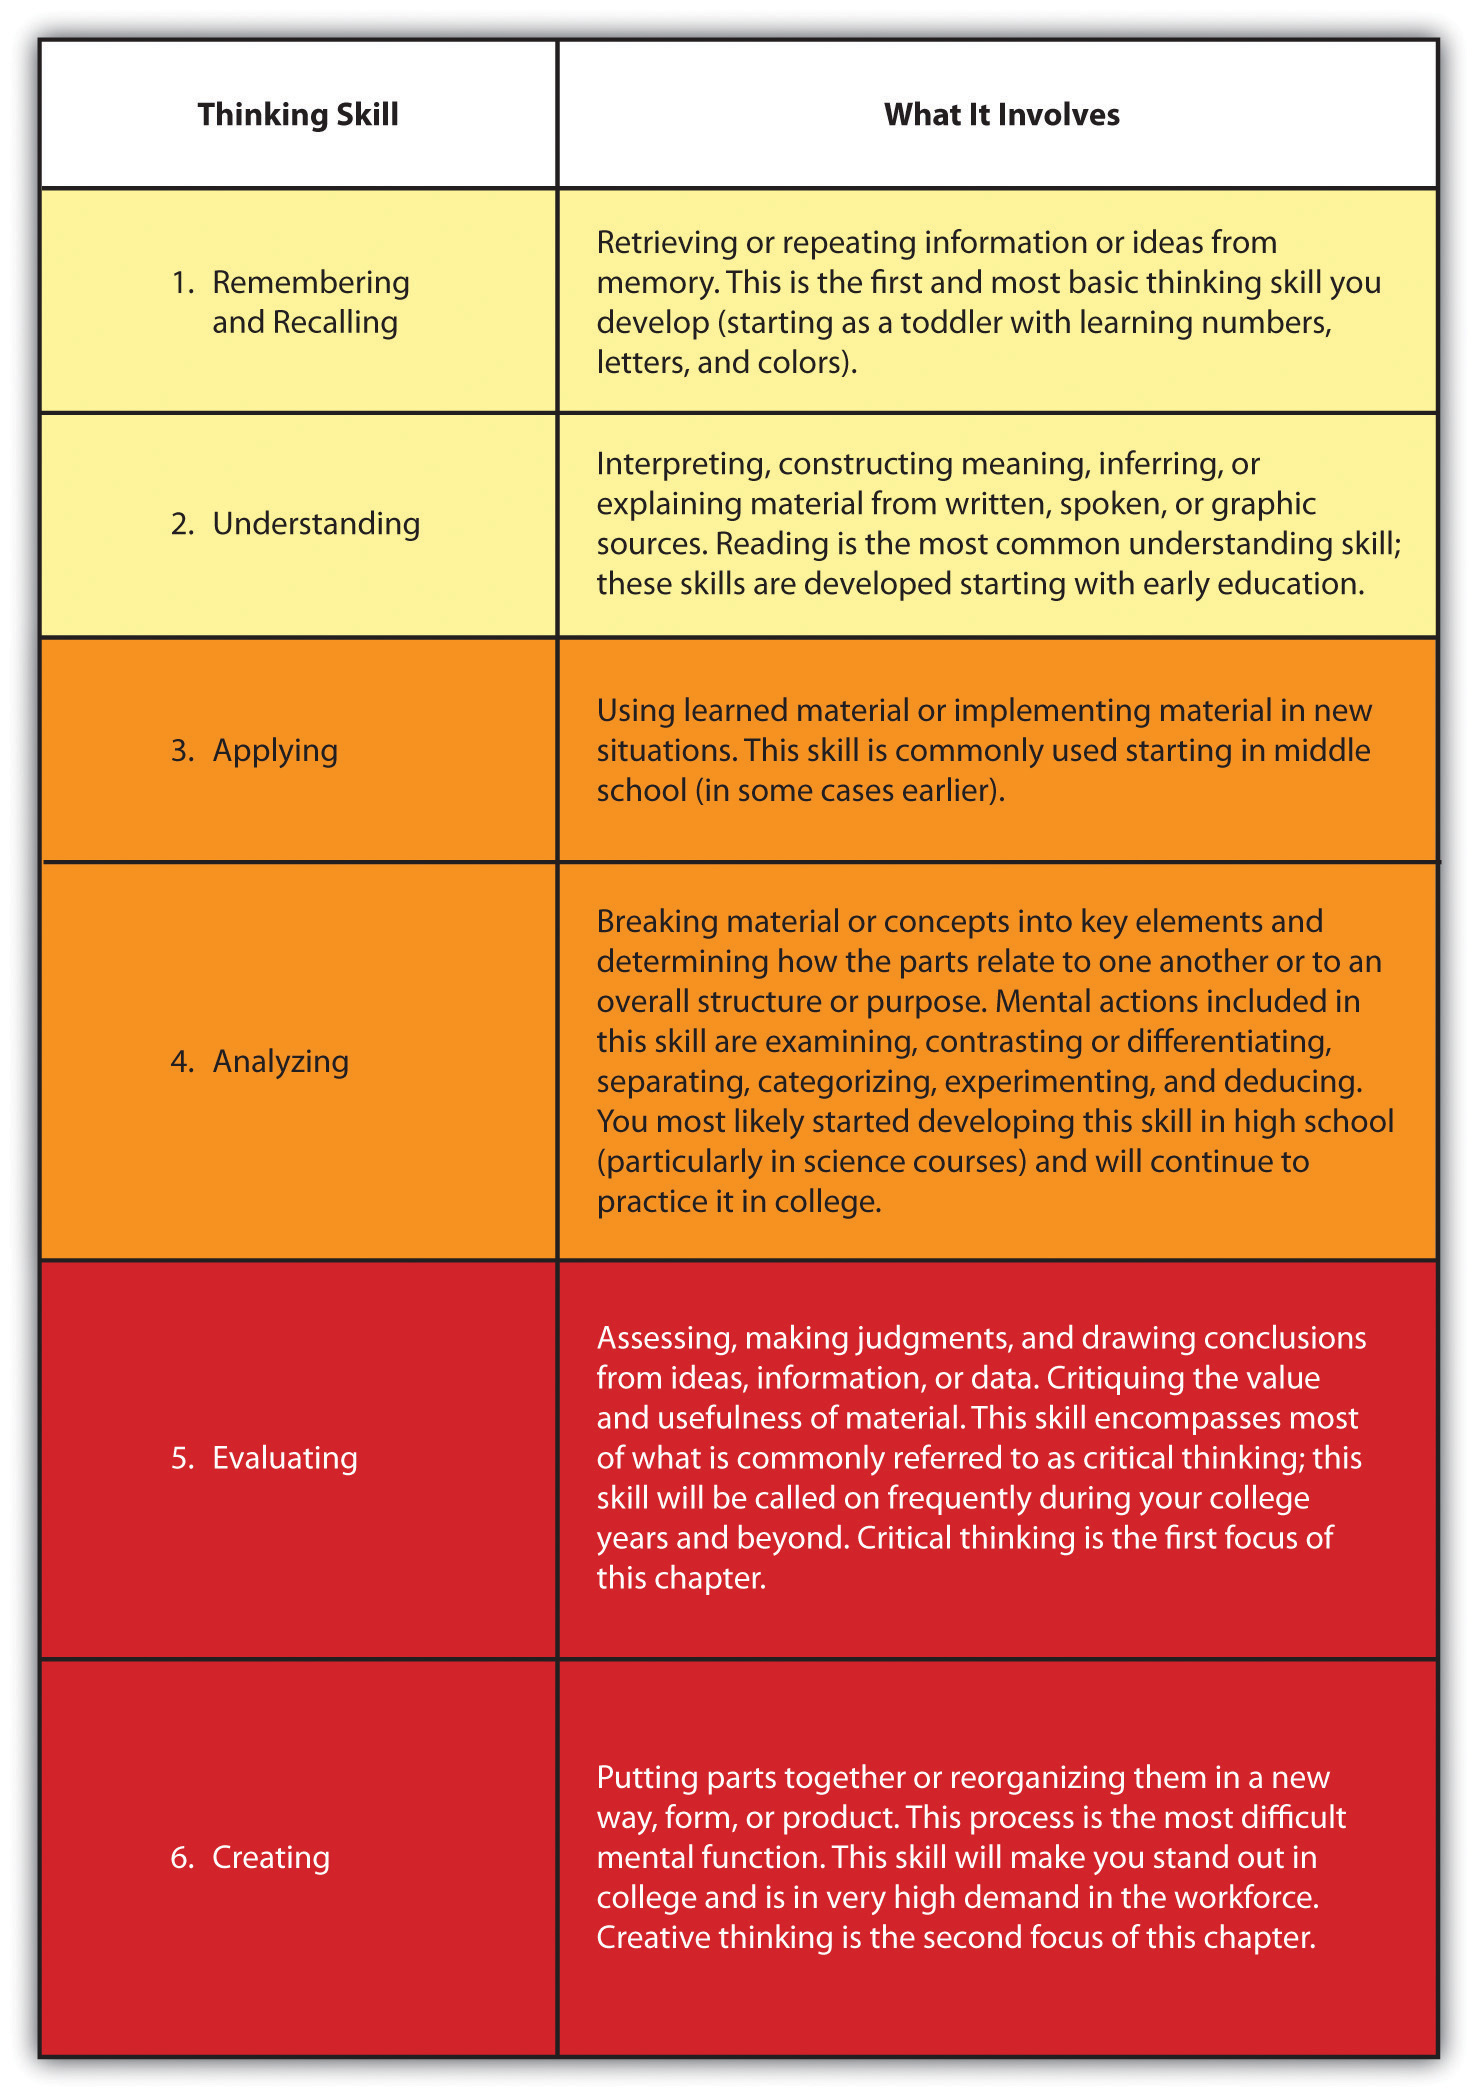 Thinking Skill
What It Involves
1. Remembering
and Recalling
Retrieving or repeating information or ideas from
memory. This is the first and most basic thinking skill you
develop (starting as a toddler with learning numbers,
letters, and colors).
2. Understanding
Interpreting, constructing meaning, inferring, or
explaining material from written, spoken, or graphic
sources. Reading is the most common understanding skill;
these skills are developed starting with early education.
3. Applying
Using learned material or implementing material in new
situations. This skill is commonly used starting in middle
school (in some cases earlier).
4. Analyzing
Breaking material or concepts into key elements and
determining how the parts relate to one another or to an
overall structure or purpose. Mental actions included in
this skill are examining, contrasting or differentiating,
separating, categorizing, experimenting, and deducing.
You most likely started developing this skill in high school
(particularly in science courses) and will continue to
practice it in college.
5. Evaluating
Assessing, making judgments, and drawing conclusions
from ideas, information, or data. Critiquing the value
and usefulness of material. This skill encompasses most
of what is commonly referred to as critical thinking; this
skill will be called on frequently during your college
years and beyond. Critical thinking is the first focus of
this chapter.
6. Creating
Putting parts together or reorganizing them in a new
way, form, or product. This process is the most difficult
mental function. This skill will make you stand out in
college and is in very high demand in the workforce.
Creative thinking is the second focus of this chapter.